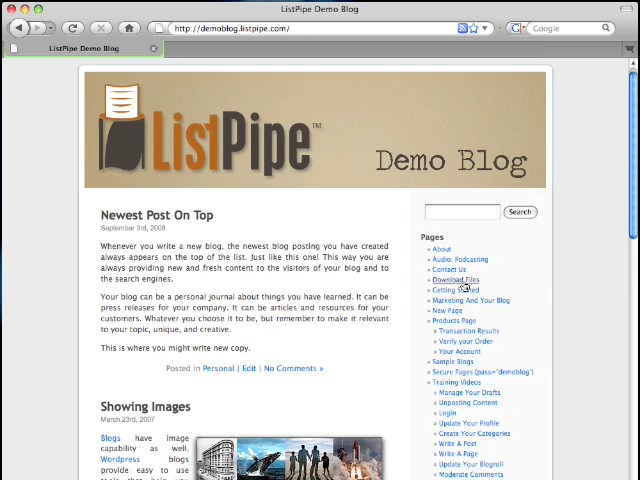 ListPipe Demo Blog
http://demoblog.listpipe.com/
Google
ListPipe Demo Blog
ListPipe™
Demo Blog
Newest Post On Top
September 3rd, 2008
Whenever you write a new blog, the newest blog posting you have created
always appears on the top of the list. Just like this one! This way you are
always providing new and fresh content to the visitors of your blog and to
the search engines.
Your blog can be a personal journal about things you have learned. It can be
press releases for your company. It can be articles and resources for your
customers. Whatever you choose it to be, but remember to make it relevant
to your topic, unique, and creative.
This is where you might write new copy.
Posted in Personal | Edit | No Comments »
Showing Images
March 23rd, 2007
Blogs have image
capability as well.
Wordpress blogs
provide easy to use
Search
Pages
» About
» Audio: Podcasting
» Contact Us
» Download Files
» Getting Started
» Marketing And Your Blog
» New Page
» Products Page
» Transaction Results
» Verify your Order
» Your Account
» Sample Blogs
» Secure Pages (pass='demoblog')
» Training Videos
» Manage Your Drafts
» Unposting Content
» Login
» Update Your Profile
» Create Your Categories
» Write A Post
» Write A Page
» Update Your Blogroll
» Moderate Comments